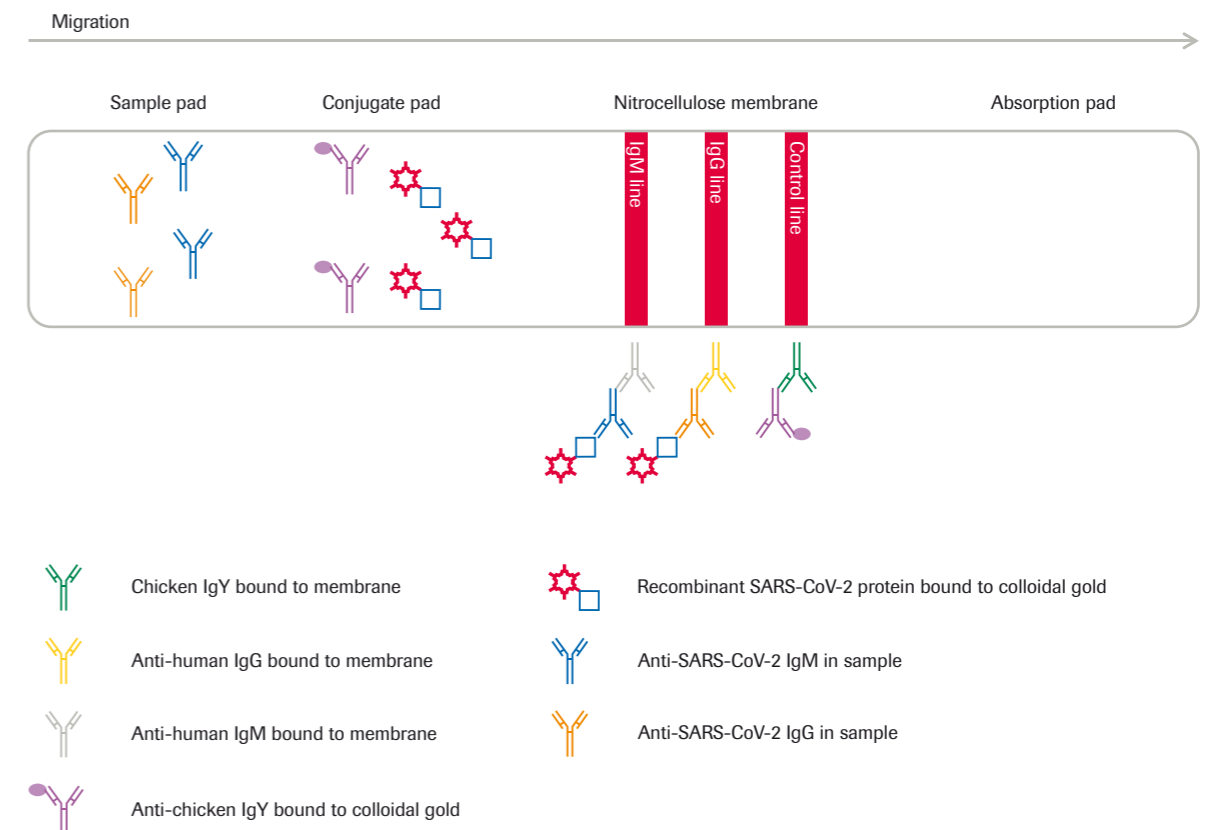 Migration
Sample pad
Conjugate pad
Nitrocellulose membrane
Absorption pad
IgM line
IgG line
Control line
Chicken IgY bound to membrane
Recombinant SARS-CoV-2 protein bound to colloidal gold
Anti-human IgG bound to membrane
Anti-SARS-CoV-2 IgM in sample
Anti-human IgM bound to membrane
Anti-SARS-CoV-2 IgG in sample
Anti-chicken IgY bound to colloidal gold